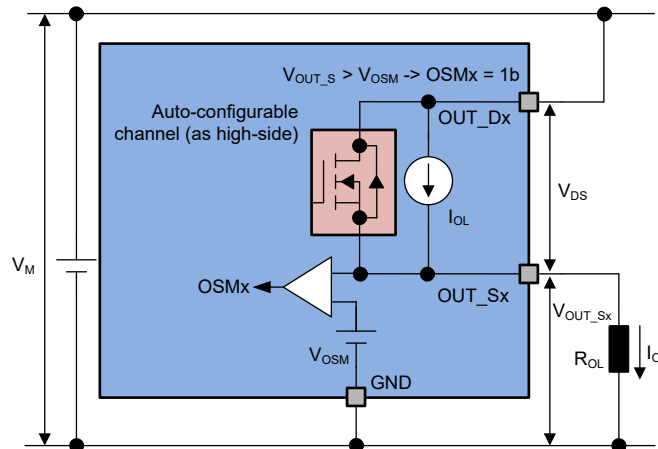 V_OUT_S > V_OSM -> OSMx = 1b
Auto-configurable
channel (as high-side)
OUT_Dx
I_OL
V_DS
V_M
OSMx
OUT_Sx
V_OUT_Sx
V_OSM
R_OL
GND